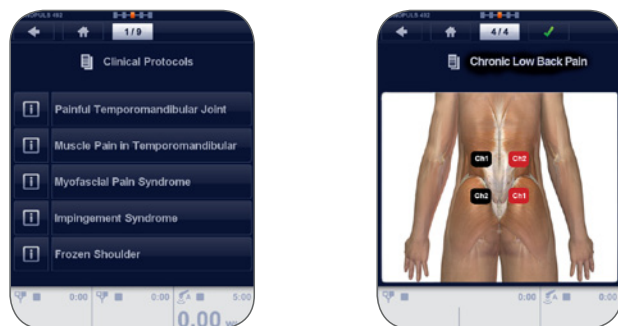 1/9
Clinical Protocols
Painful Temporomandibular Joint
Muscle Pain in Temporomandibular
Myofascial Pain Syndrome
Impingement Syndrome
Frozen Shoulder
0:00
0:00
A
5:00
0.00
4/4
Chronic Low Back Pain
Ch1 Ch2
Ch2 Ch1
0:00
A
0:00